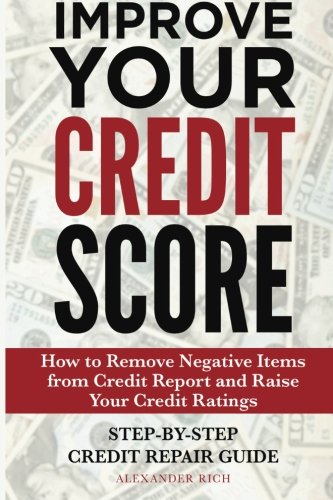 IMPROVE
YOUR
CREDIT
SCORE
How to Remove Negative Items
from Credit Report and Raise
Your Credit Ratings
STEP-BY-STEP
CREDIT REPAIR GUIDE
ALEXANDER RICH